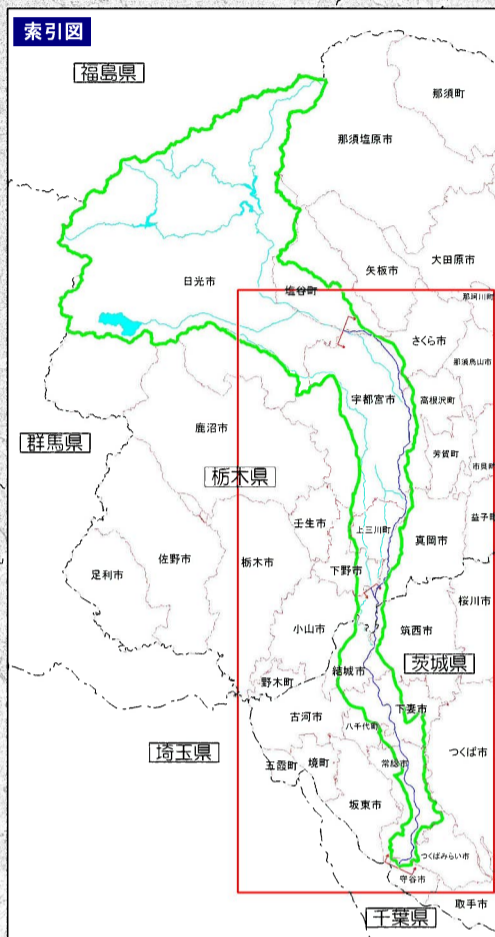 索引図
福島県
那須町
那須塩原市
大田原市
日光市
矢板市
塩谷町
那珂川町
さくら市
那須烏山市
宇都宮市
高根沢町
鹿沼市
群馬県
芳賀町
栃木県
益子町
壬生市
上三川町
真岡市
下野市
栃木市
佐野市
足利市
桜川市
小山市
筑西市
茨城県
結城市
野木町
下妻市
古河市
八千代町
埼玉県
つくば市
五霞町
境町
常総市
坂東市
つくばみらい市
守谷市
取手市
千葉県